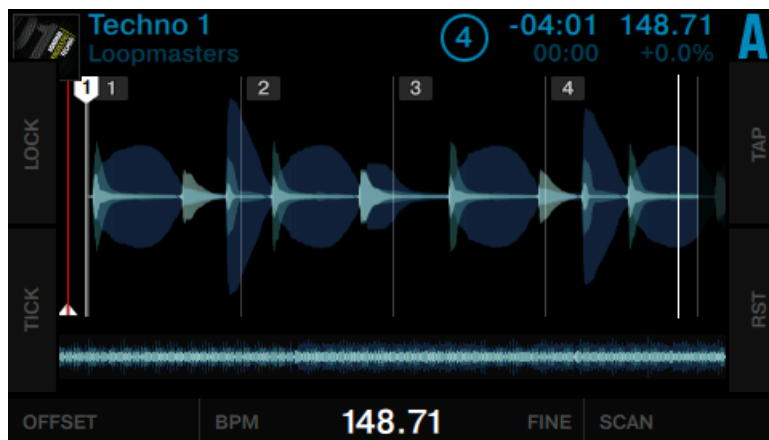 Techno 1
Loopmasters
4
-04:01
00:00
148.71
+0.0%
A
LOCK
TICK
1
1
2
3
4
TAP
RST
OFFSET
BPM
148.71
FINE
SCAN